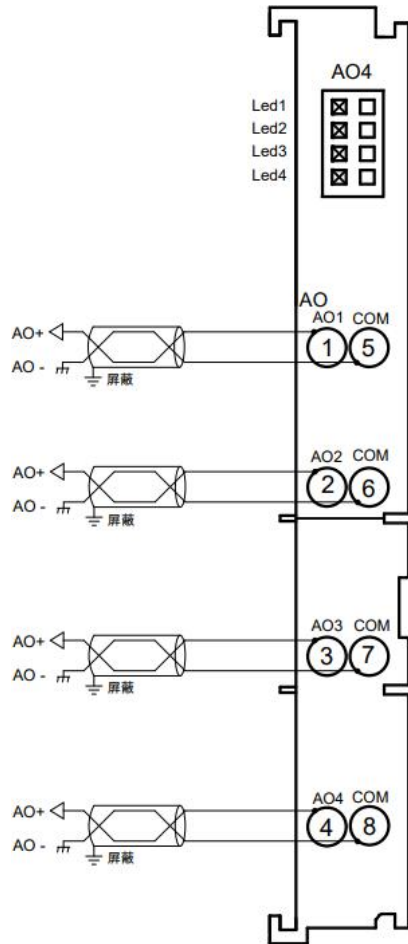 AO4
Led1
Led2
Led3
Led4
AO
AO1 COM
AO+
1 5
AO -
屏蔽
AO2 COM
AO+
2 6
AO -
屏蔽
AO3 COM
AO+
3 7
AO -
屏蔽
AO4 COM
AO+
4 8
AO -
屏蔽